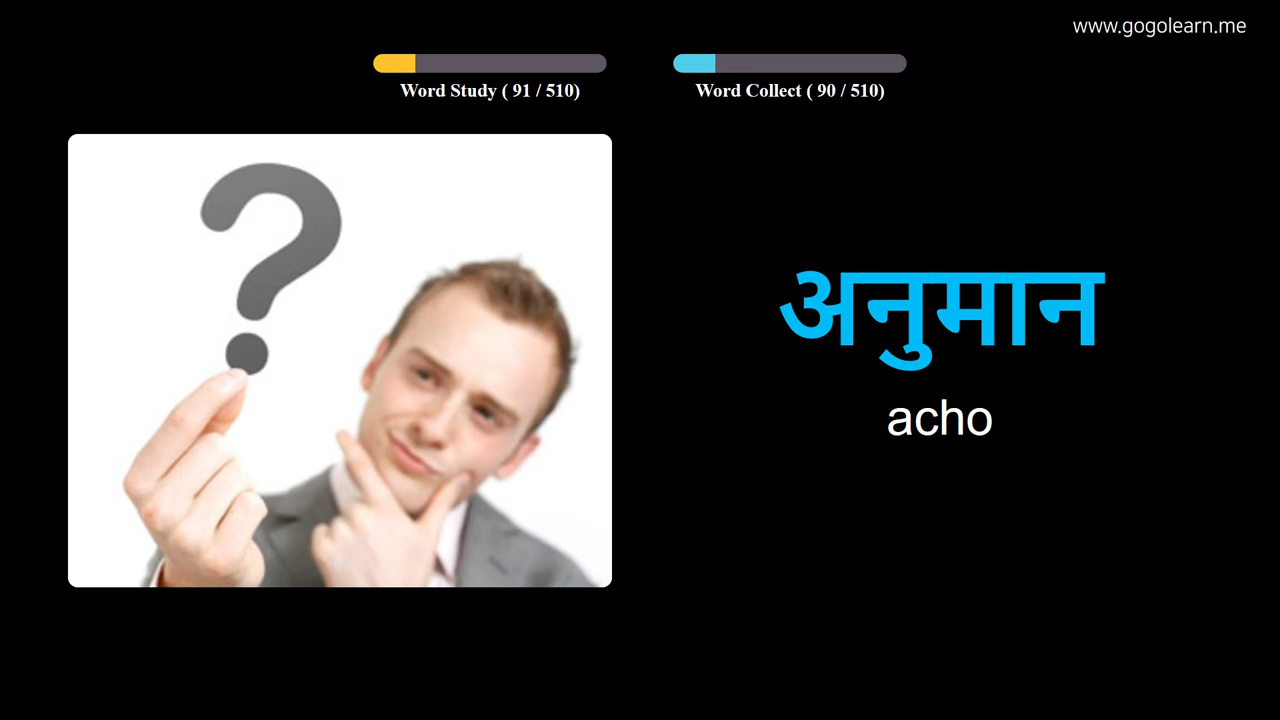 www.gogolearn.me
Word Study ( 91 / 510)
Word Collect ( 90 / 510)
?
अनुमान
acho